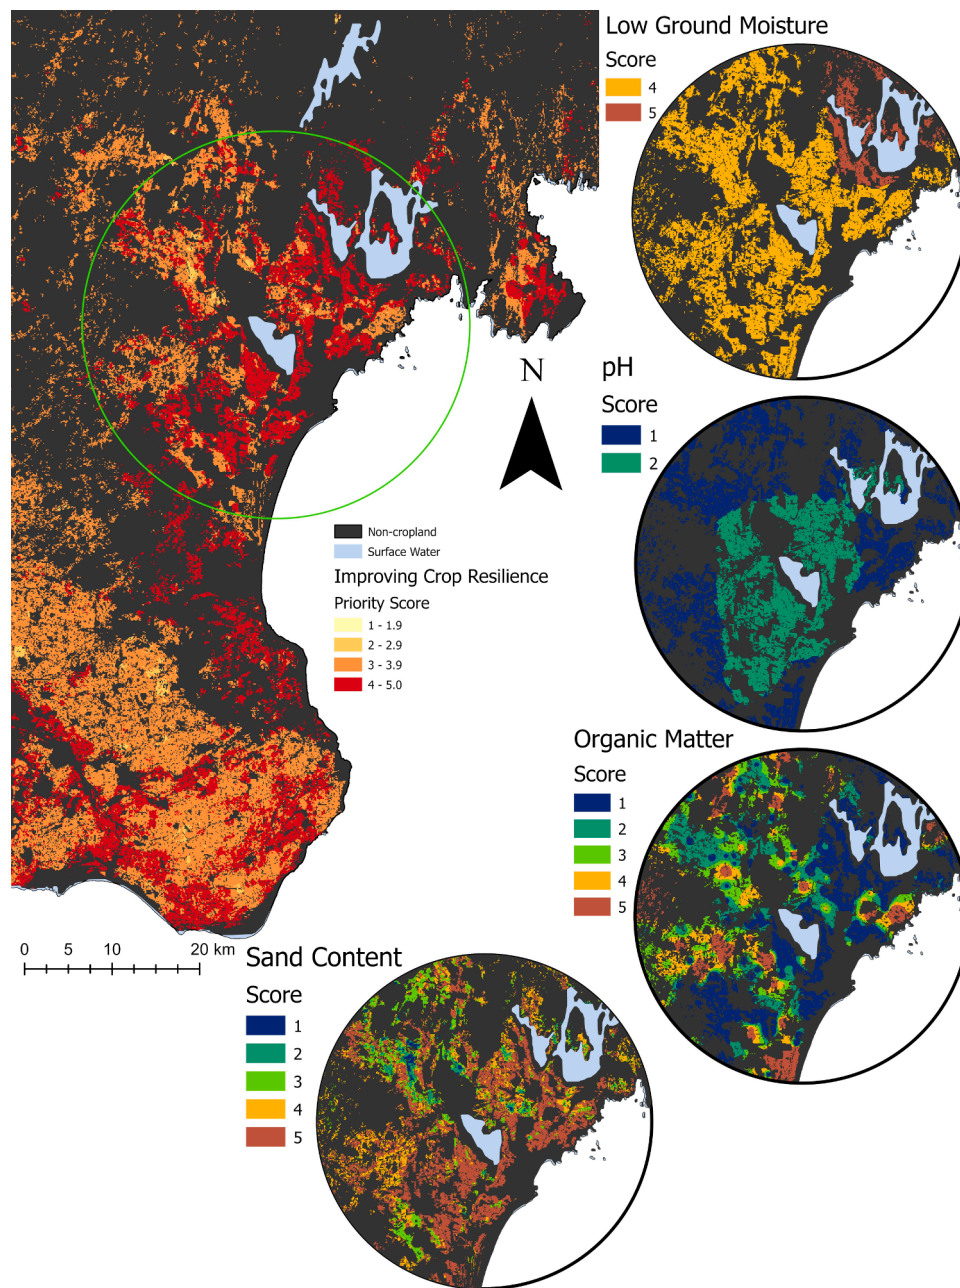 Low Ground Moisture
Score
4
5
N
pH
Score
1
2
Non-cropland
Surface Water
Improving Crop Resilience
Priority Score
1 - 1.9
2 - 2.9
3 - 3.9
4 - 5.0
Organic Matter
Score
1
2
3
4
5
0 5 10 20 km
Sand Content
Score
1
2
3
4
5